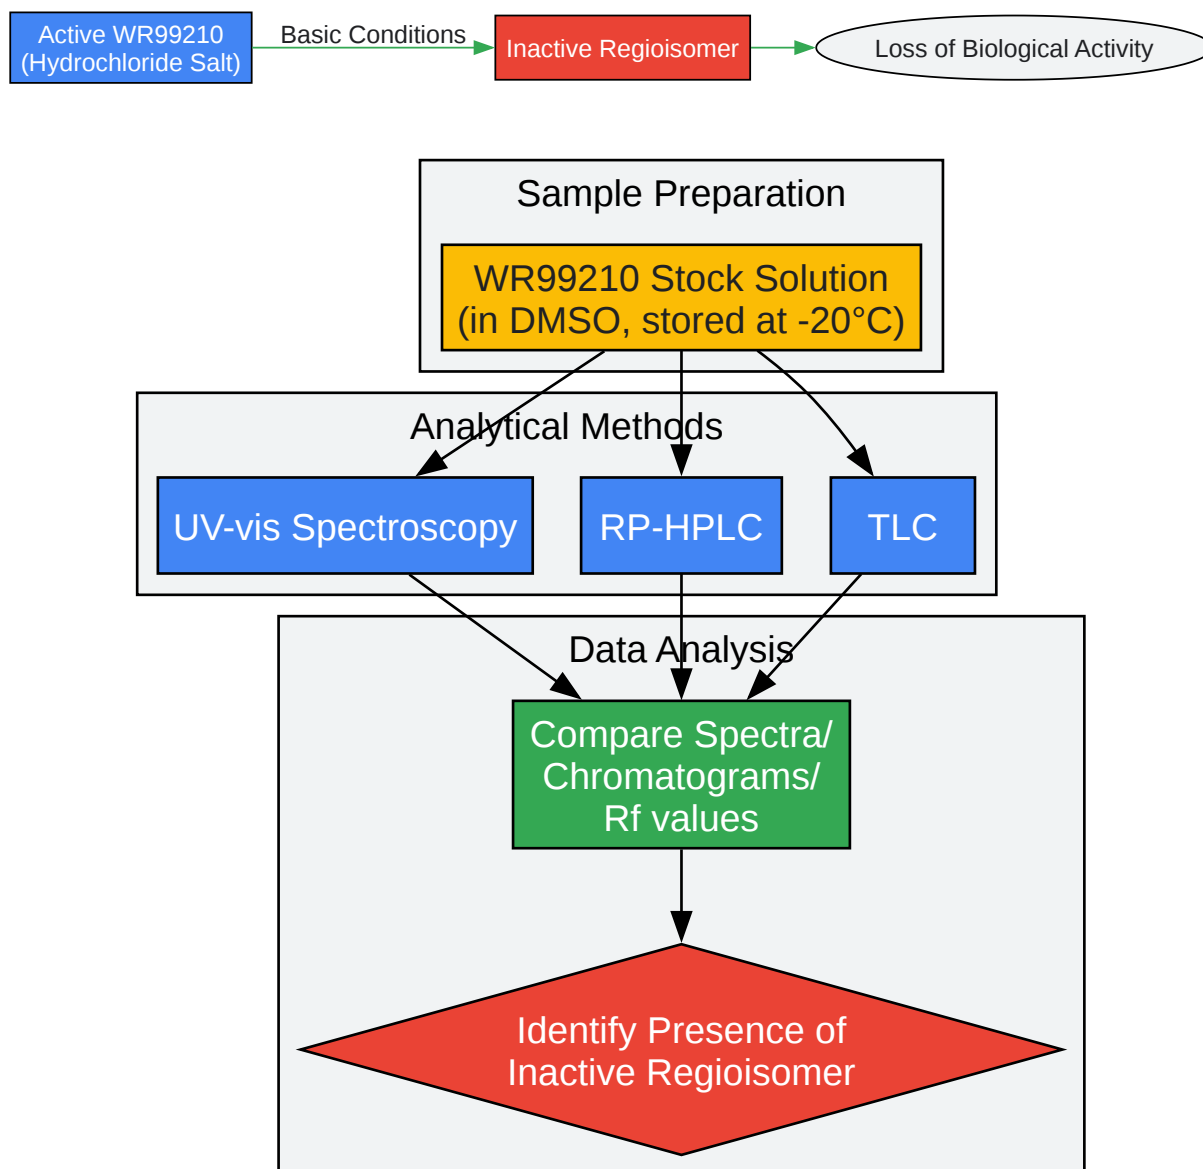 Active WR99210
(Hydrochloride Salt)
Basic Conditions
Inactive Regioisomer
Loss of Biological Activity
Sample Preparation
WR99210 Stock Solution
(in DMSO, stored at -20°C)
Analytical Methods
UV-vis Spectroscopy
RP-HPLC
TLC
Data Analysis
Compare Spectra/
Chromatograms/
Rf values
Identify Presence of
Inactive Regioisomer